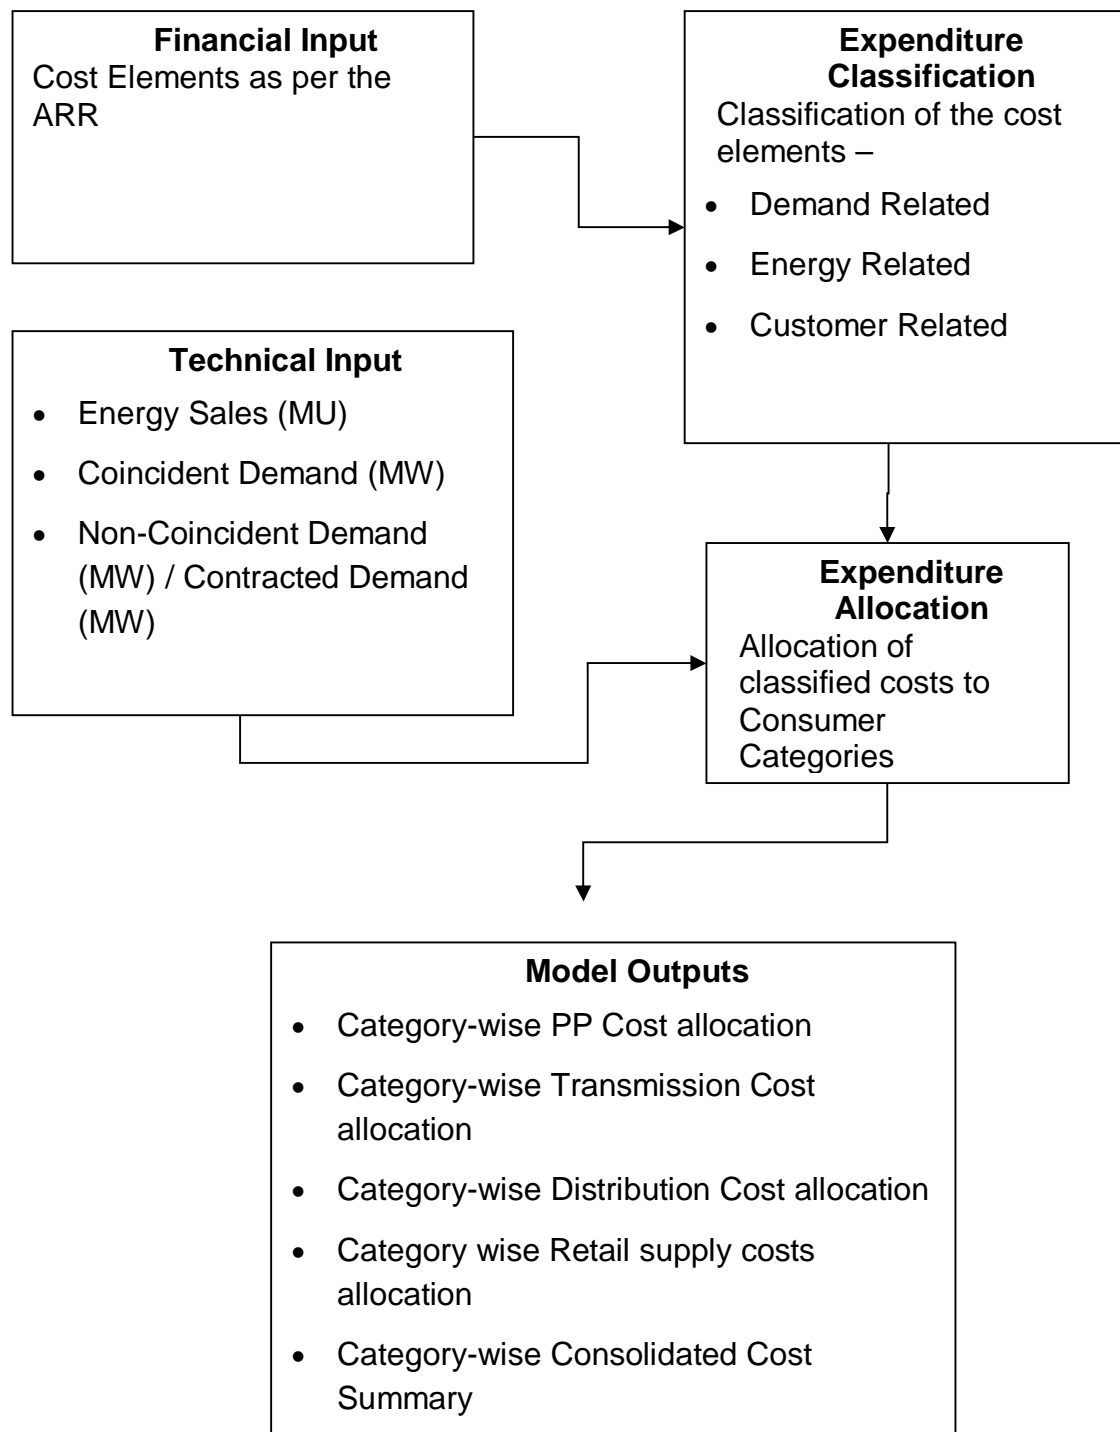 Financial Input
Cost Elements as per the
ARR
Expenditure
Classification
Classification of the cost
elements –
• Demand Related
• Energy Related
• Customer Related
Technical Input
• Energy Sales (MU)
• Coincident Demand (MW)
• Non-Coincident Demand
(MW) / Contracted Demand
(MW)
Expenditure
Allocation
Allocation of
classified costs to
Consumer
Categories
Model Outputs
• Category-wise PP Cost allocation
• Category-wise Transmission Cost
allocation
• Category-wise Distribution Cost allocation
• Category wise Retail supply costs
allocation
• Category-wise Consolidated Cost
Summary